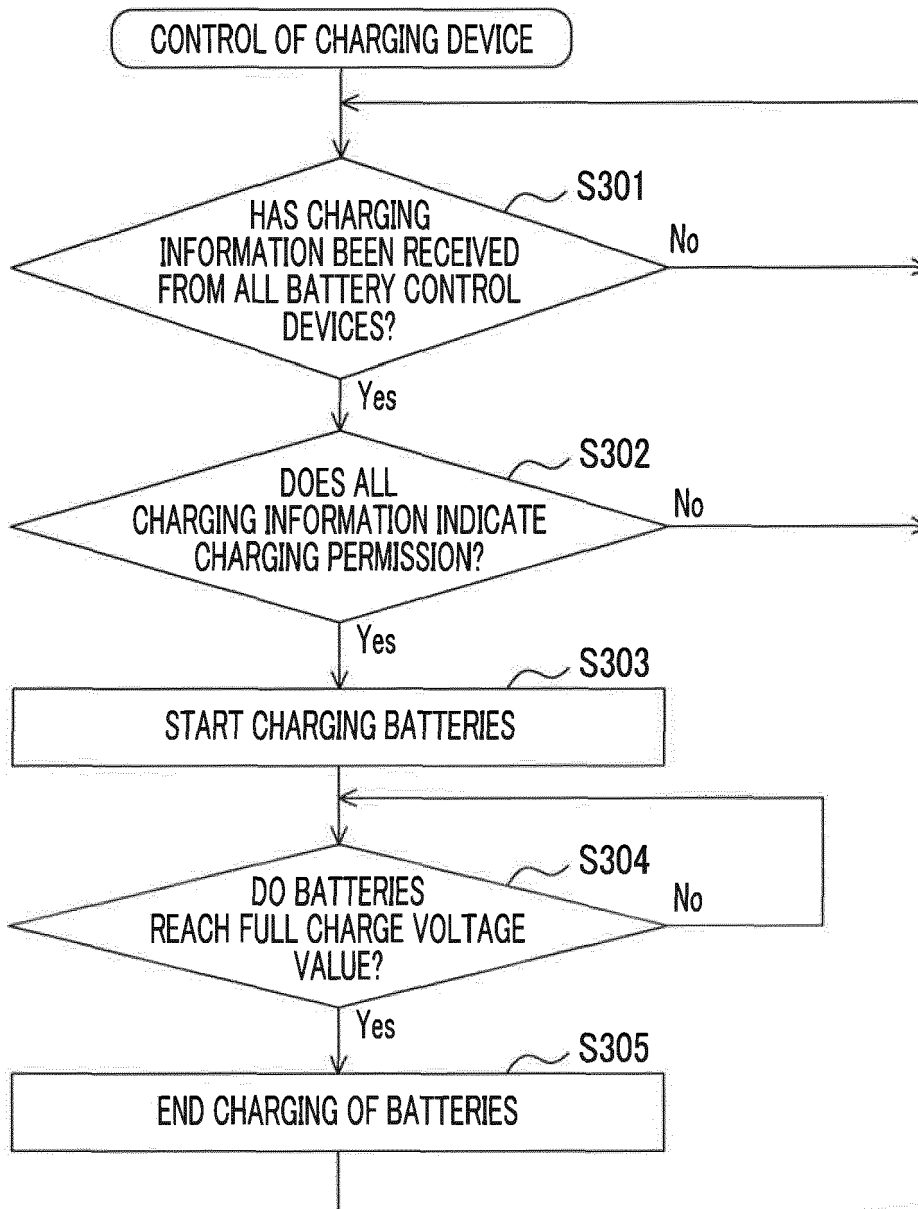 CONTROL OF CHARGING DEVICE
S301
HAS CHARGING
INFORMATION BEEN RECEIVED
FROM ALL BATTERY CONTROL
DEVICES?
No
Yes
S302
DOES ALL
CHARGING INFORMATION INDICATE
CHARGING PERMISSION?
No
Yes
S303
START CHARGING BATTERIES
S304
DO BATTERIES
REACH FULL CHARGE VOLTAGE
VALUE?
No
Yes
S305
END CHARGING OF BATTERIES